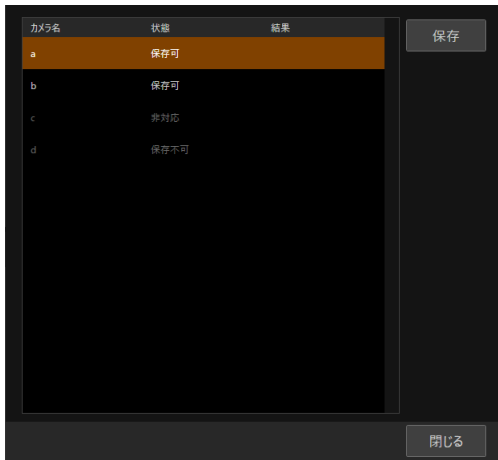 カメラ名 状態 結果
保存
a 保存可
b 保存可
c 非対応
d 保存不可
閉じる